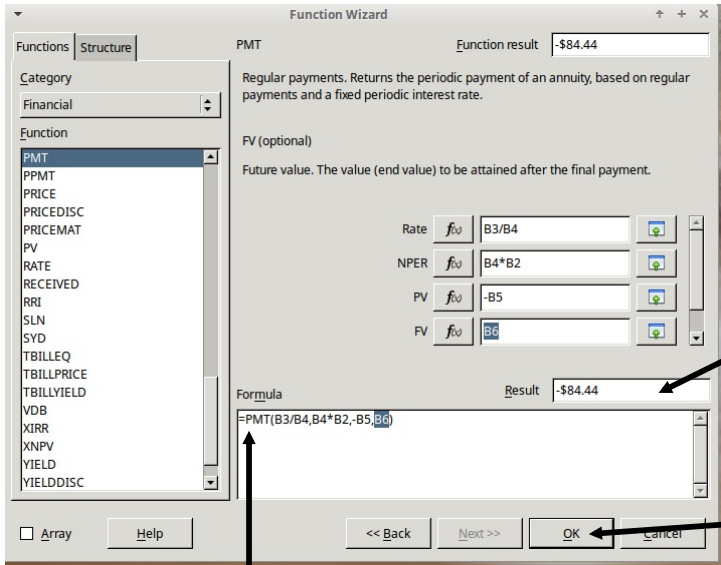 Function Wizard
Functions Structure
PMT
Function result -$84.44
Category
Financial
Function
PMT
PPMT
PRICE
PRICEDISC
PRICEMAT
PV
RATE
RECEIVED
RRI
SLN
SYD
TBILLEQ
TBILLPRICE
TBILLYIELD
VDB
XIRR
XNPV
YIELD
YIELDDISC
Regular payments. Returns the periodic payment of an annuity, based on regular
payments and a fixed periodic interest rate.
FV (optional)
Future value. The value (end value) to be attained after the final payment.
Rate f(x) B3/B4
NPER f(x) B4*B2
PV f(x) -B5
FV f(x) B6
Formula Result -$84.44
=PMT(B3/B4,B4*B2,-B5,B6)
Array Help << Back Next >> OK Cancel